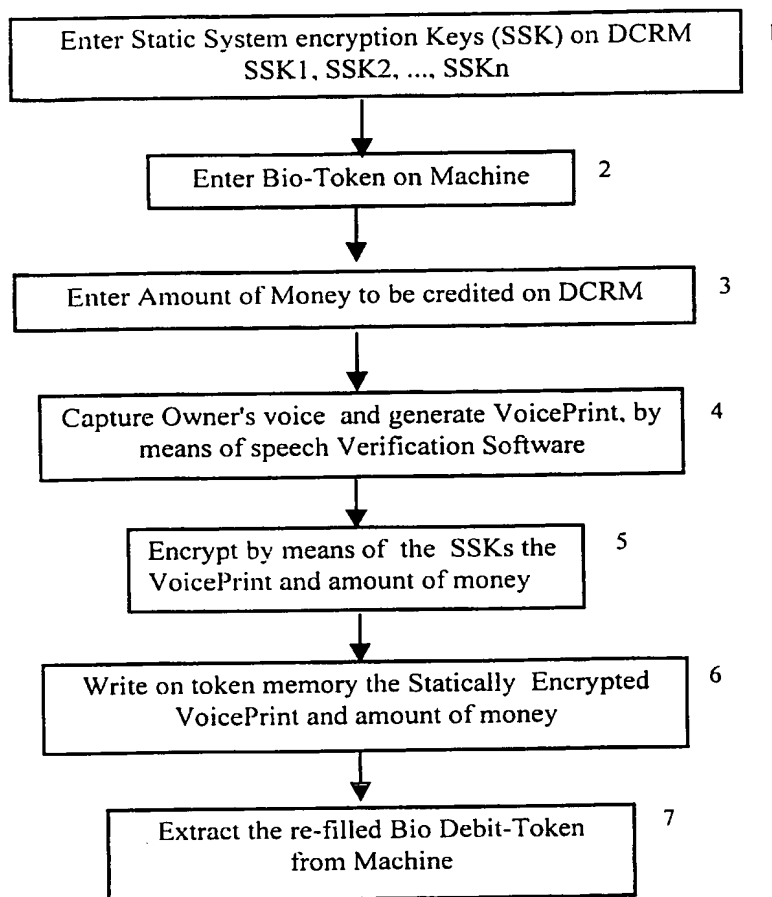 Enter Static System encryption Keys (SSK) on DCRM
SSK1, SSK2, ..., SSKn
Enter Bio-Token on Machine
2
Enter Amount of Money to be credited on DCRM
3
Capture Owner's voice and generate VoicePrint, by
means of speech Verification Software
4
Encrypt by means of the SSKs the
VoicePrint and amount of money
5
Write on token memory the Statically Encrypted
VoicePrint and amount of money
6
Extract the re-filled Bio Debit-Token
from Machine
7